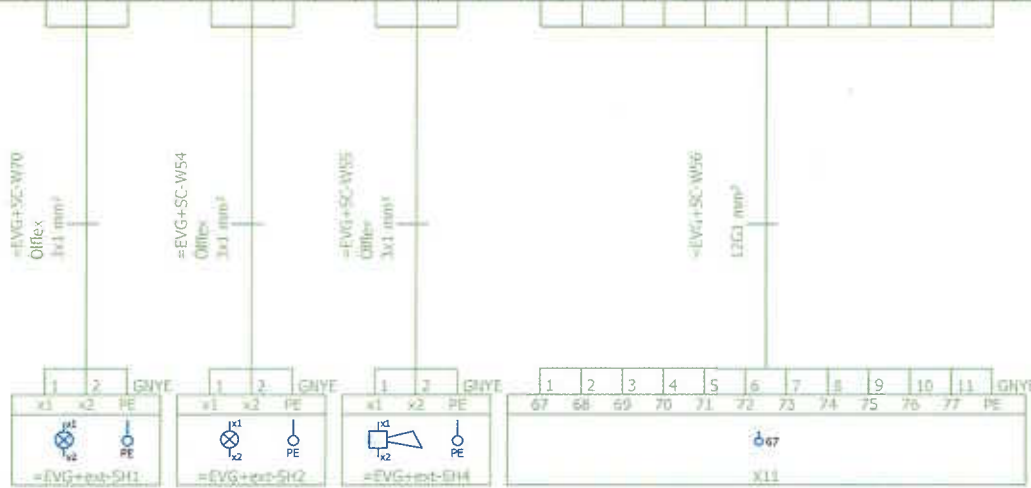 =EVG+SC-W70
Ölflex
3x1 mm²
=EVG+SC-W54
Ölflex
3x1 mm²
=EVG+SC-W55
Ölflex
3x1 mm²
=EVG+SC-W56
12G1 mm²
1 2 GNYE
1 2 GNYE
1 2 GNYE
1 2 3 4 5 6 7 8 9 10 11 GNYE
x1 x2 PE
x1 x2 PE
x1 x2 PE
67 68 69 70 71 72 73 74 75 76 77 PE
x1
x2
PE
x1
x2
PE
x1
x2
PE
67
=EVG+ext-SH1
=EVG+ext-SH2
=EVG+ext-SH4
X11